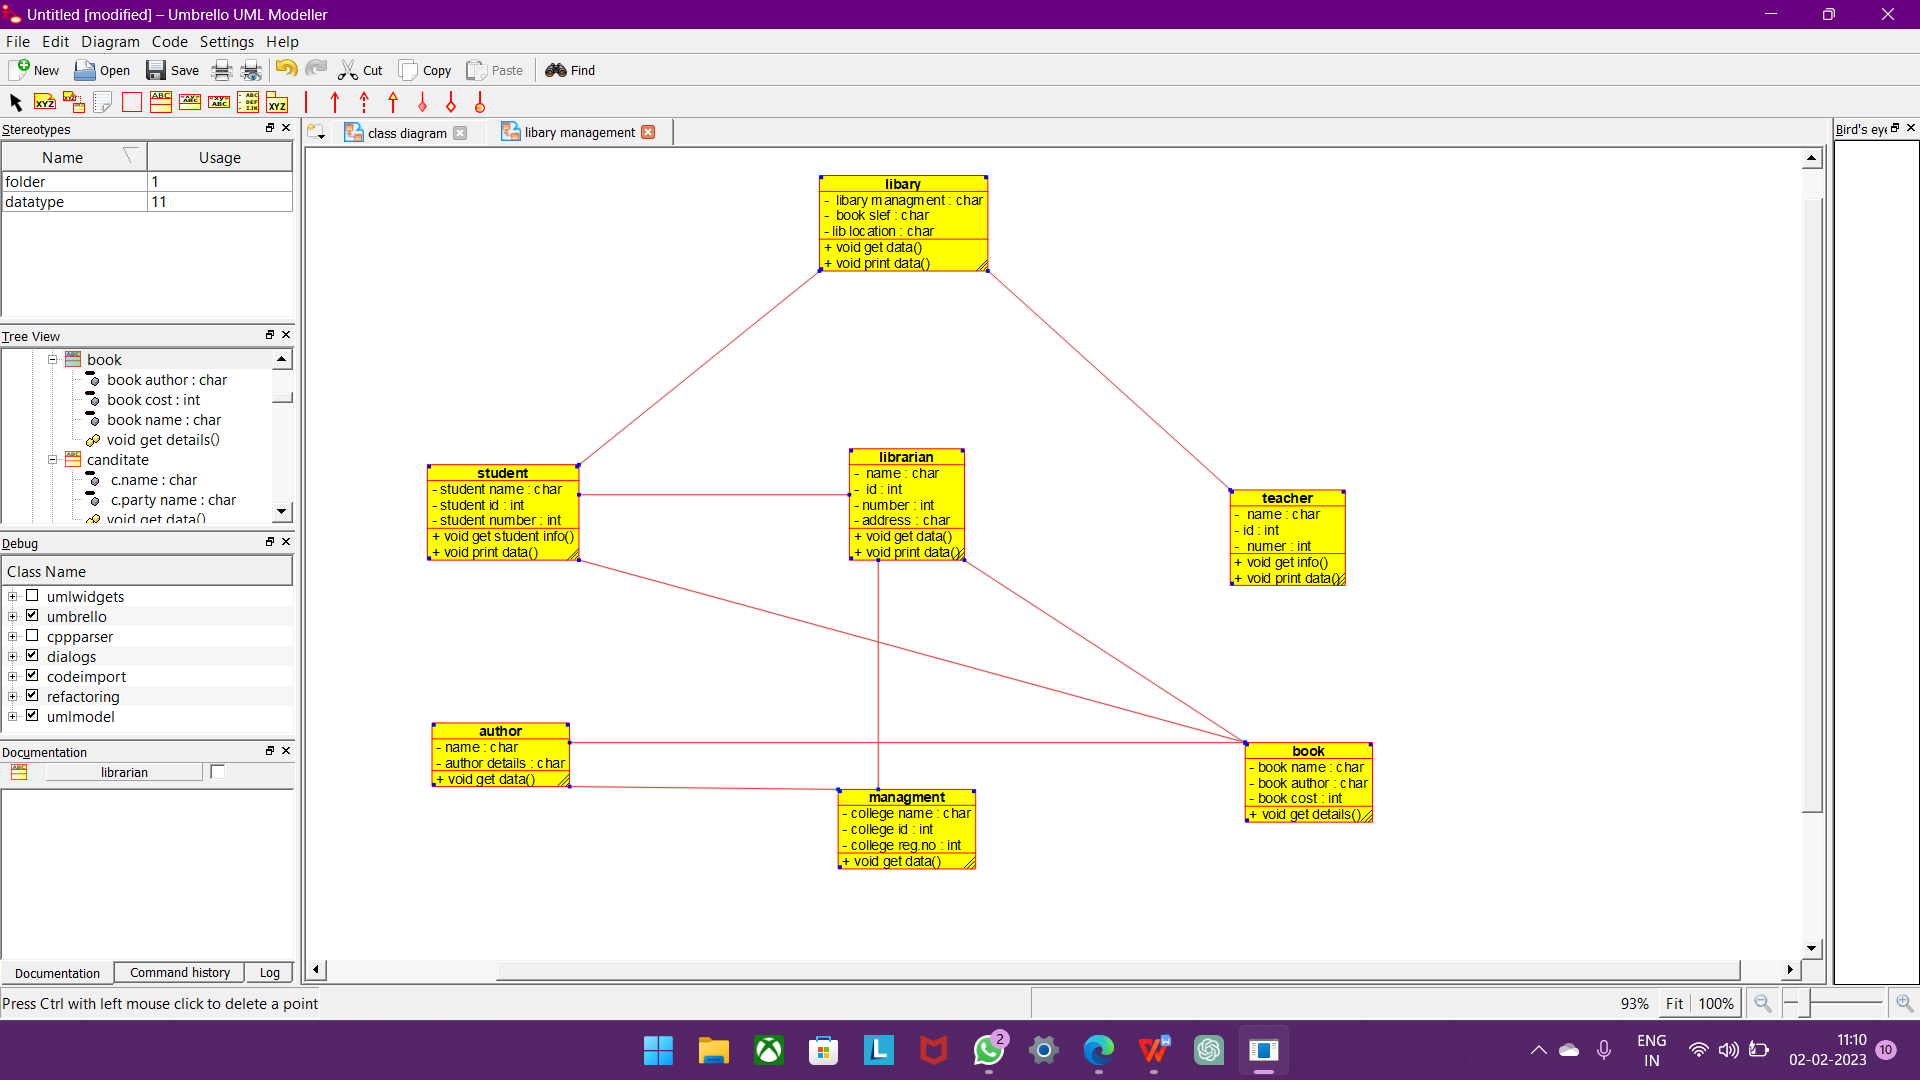 Untitled [modified] – Umbrello UML Modeller
File Edit Diagram Code Settings Help
New Open Save Cut Copy Paste Find
Stereotypes
Name Usage
folder 1
datatype 11
Tree View
book
book author : char
book cost : int
book name : char
void get details()
canditate
c.name : char
c.party name : char
void get data()
Debug
Class Name
umlwidgets
umbrello
cppparser
dialogs
codeimport
refactoring
umlmodel
Documentation
librarian
Documentation Command history Log
class diagram libary management
libary
- libary managment : char
- book slef : char
- lib location : char
+ void get data()
+ void print data()
student
- student name : char
- student id : int
- student number : int
+ void get student info()
+ void print data()
librarian
- name : char
- id : int
- number : int
- address : char
+ void get data()
+ void print data()
teacher
- name : char
- id : int
- numer : int
+ void get info()
+ void print data()
author
- name : char
- author details : char
+ void get data()
managment
- college name : char
- college id : int
- college reg.no : int
+ void get data()
book
- book name : char
- book author : char
- book cost : int
+ void get details()
Bird's eye
Press Ctrl with left mouse click to delete a point
93% Fit 100%
2
ENG
IN
11:10
02-02-2023
10